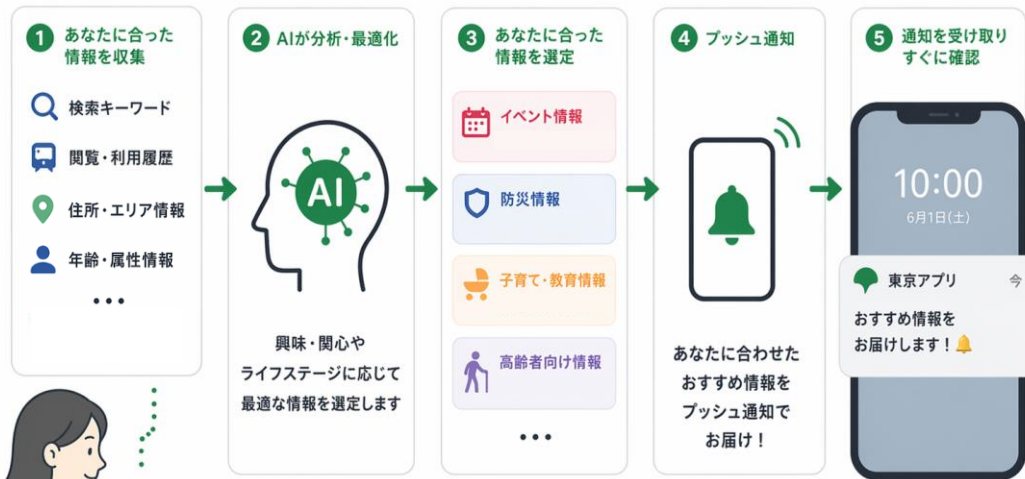 1 あなたに合った
情報を収集
検索キーワード
閲覧・利用履歴
住所・エリア情報
年齢・属性情報
•••
2 AIが分析・最適化
AI
興味・関心や
ライフステージに応じて
最適な情報を選定します
3 あなたに合った
情報を選定
イベント情報
防災情報
子育て・教育情報
高齢者向け情報
•••
4 プッシュ通知
あなたに合わせた
おすすめ情報を
プッシュ通知で
お届け！
5 通知を受け取り
すぐに確認
10:00
6月1日(土)
東京アプリ 今
おすすめ情報を
お届けします！🔔